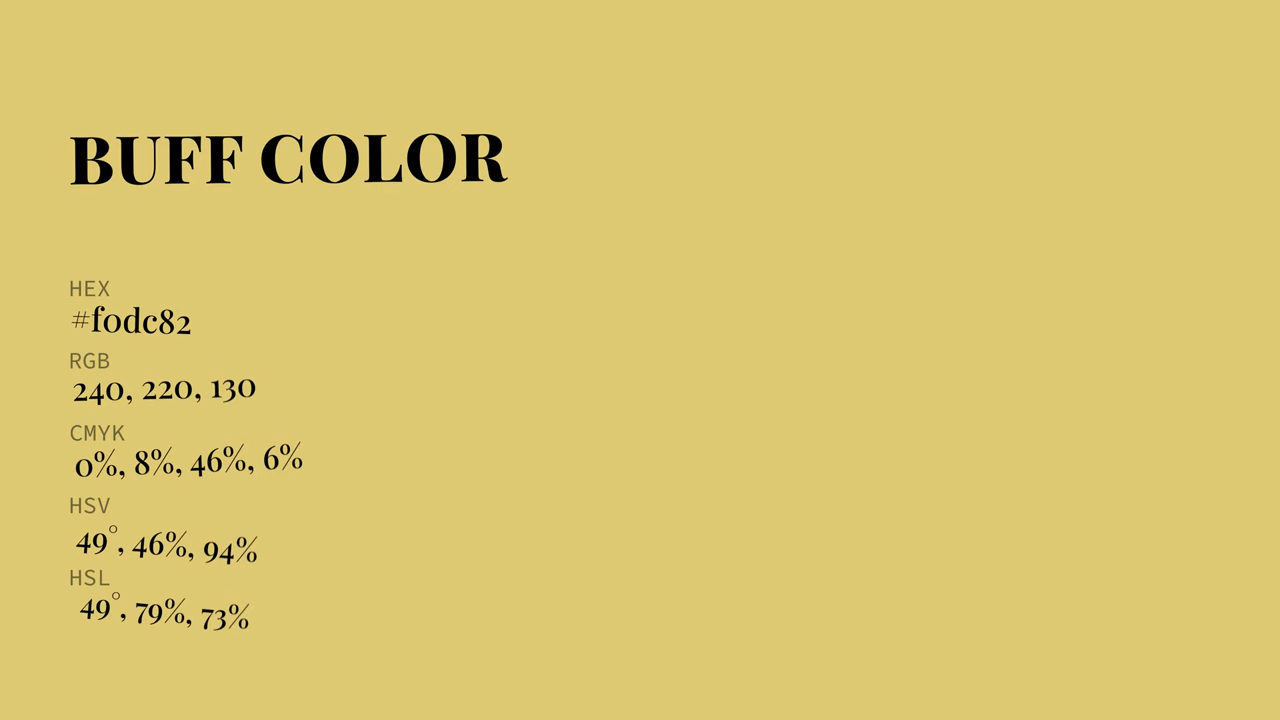 BUFF COLOR
HEX
#f0dc82
RGB
240, 220, 130
CMYK
0%, 8%, 46%, 6%
HSV
49°, 46%, 94%
HSL
49°, 79%, 73%